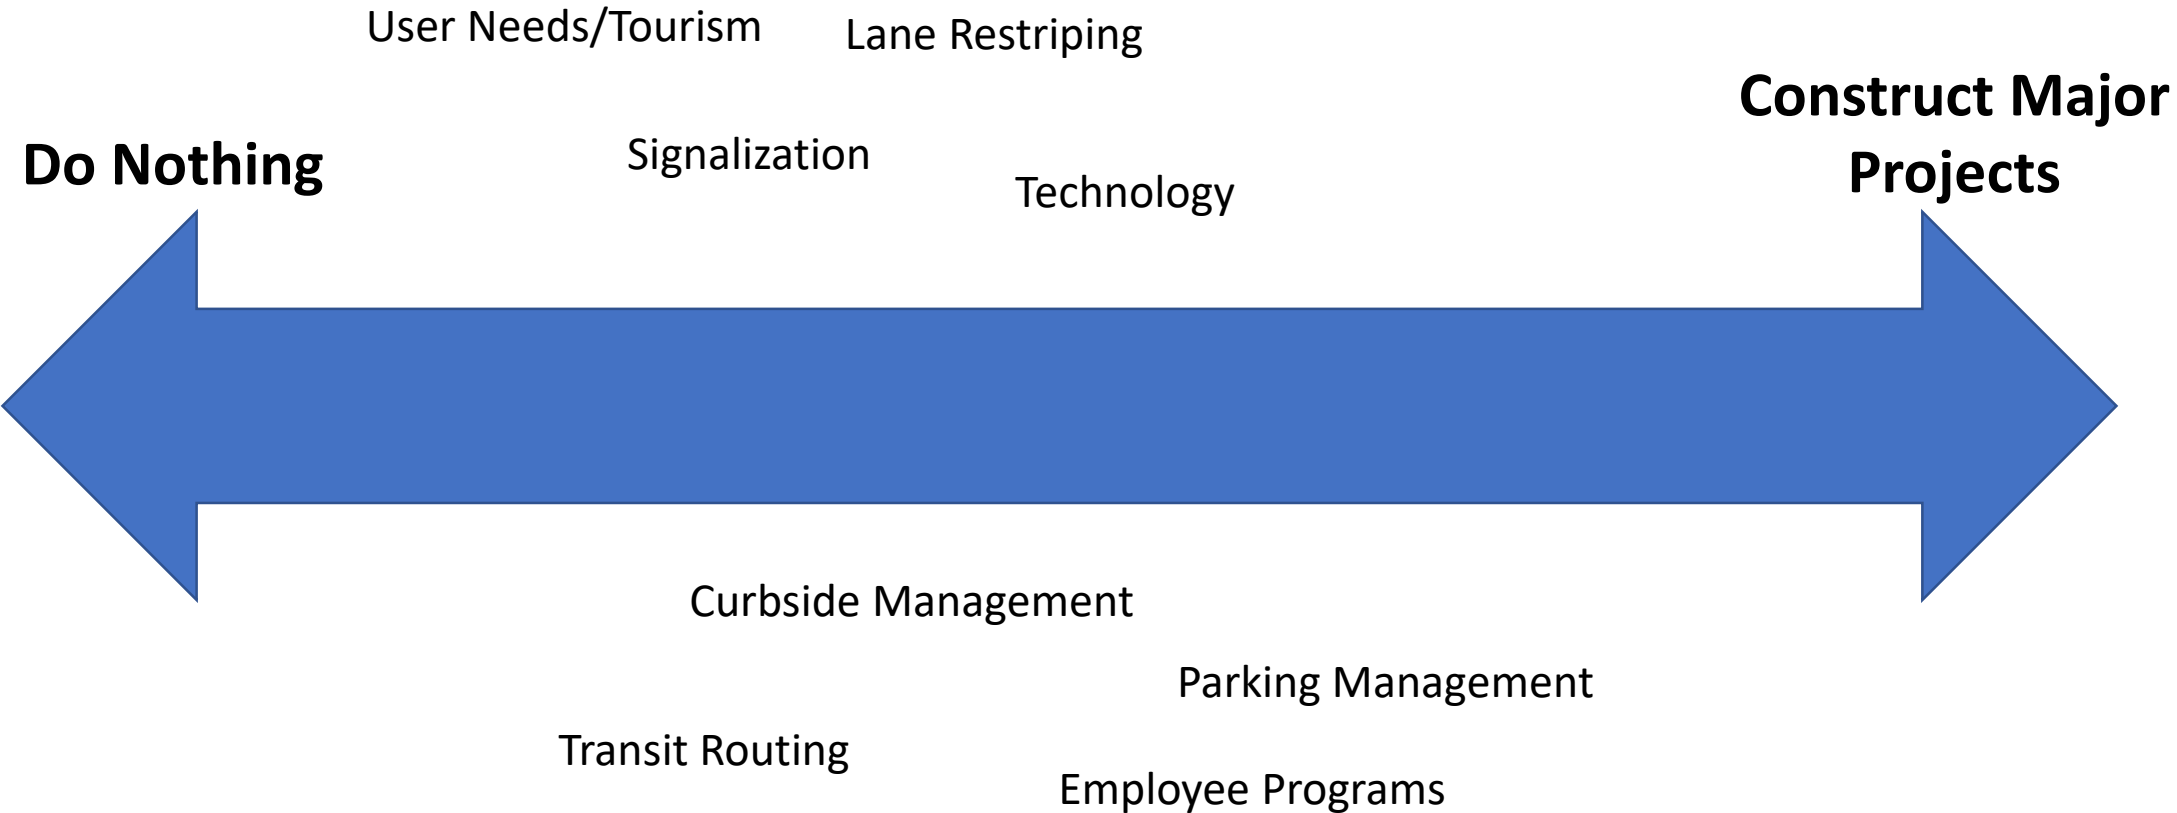 User Needs/Tourism
Lane Restriping
Construct Major
Projects
Do Nothing
Signalization
Technology
Curbside Management
Parking Management
Transit Routing
Employee Programs